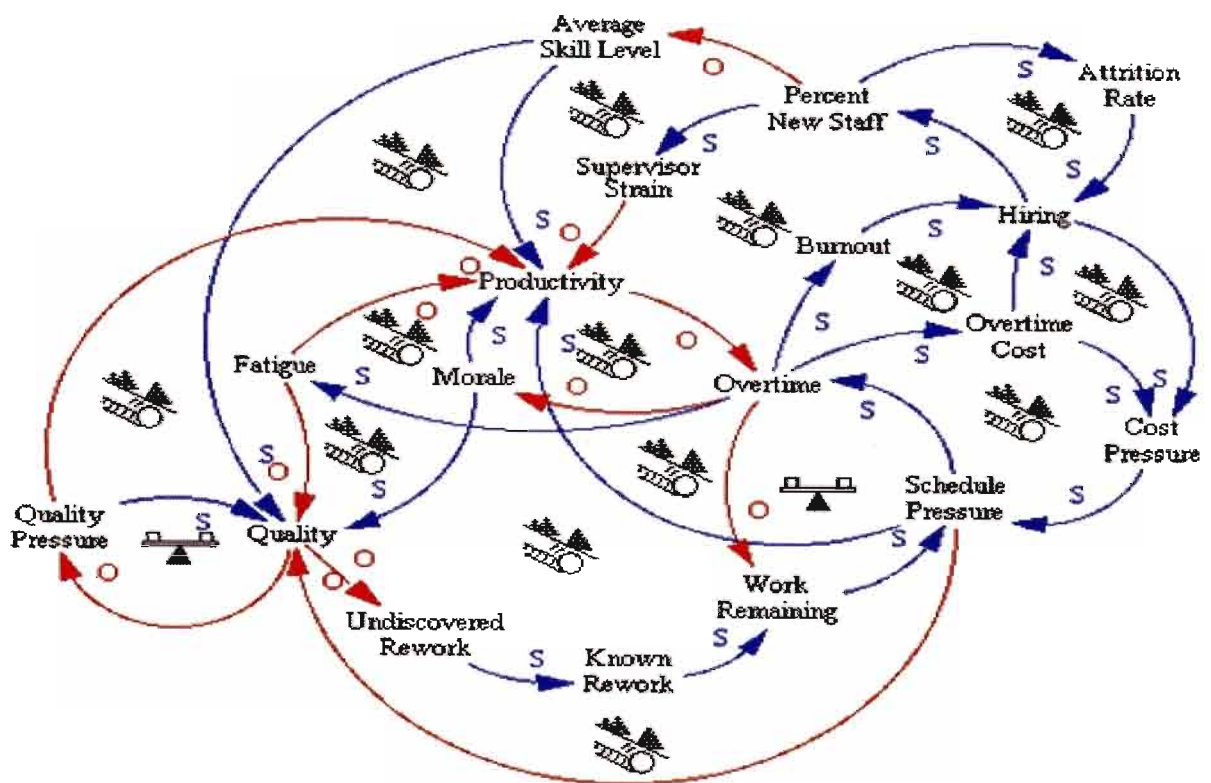 Average
Skill Level
O
S
Attrition
Rate
Percent
New Staff
S
S
S
Supervisor
Strain
Hiring
Burnout
S
S
O
S
O
Productivity
O
S
S
O
Overtime
Cost
S
Fatigue
S
Morale
O
Overtime
S
S
S
S
Cost
Pressure
S
O
S
Schedule
Pressure
S
Quality
Pressure
S
Quality
O
S
O
O
O
Work
Remaining
Undiscovered
Rework
S
S
Known
Rework